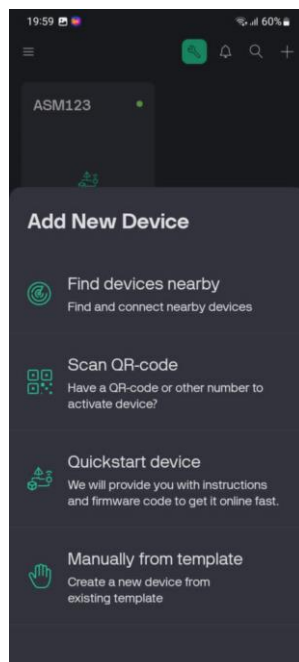 19:59
60%
ASM123
Add New Device
Find devices nearby
Find and connect nearby devices
Scan QR-code
Have a QR-code or other number to
activate device?
Quickstart device
We will provide you with instructions
and firmware code to get it online fast.
Manually from template
Create a new device from
existing template